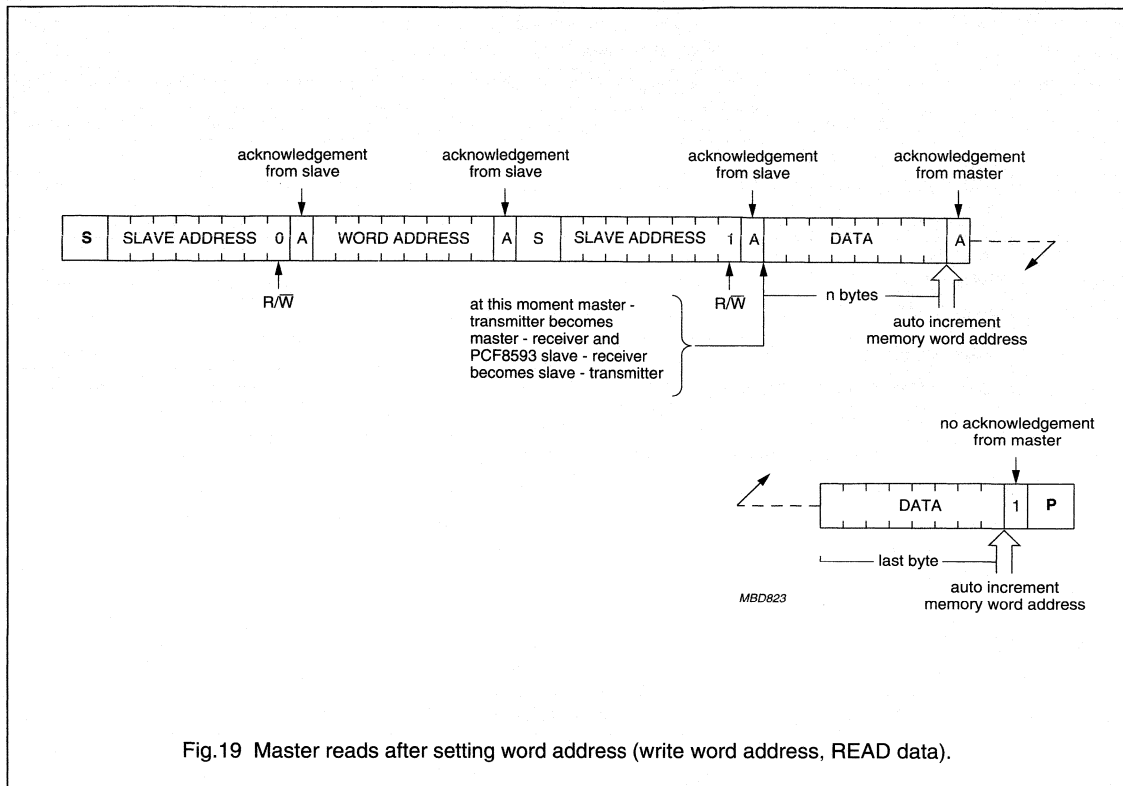 acknowledgement
from slave
acknowledgement
from slave
acknowledgement
from slave
acknowledgement
from master
S SLAVE ADDRESS 0 A WORD ADDRESS A S SLAVE ADDRESS 1 A DATA A
R/W̅
R/W̅
n bytes
at this moment master -
transmitter becomes
master - receiver and
PCF8593 slave - receiver
becomes slave - transmitter
auto increment
memory word address
no acknowledgement
from master
DATA 1 P
last byte
auto increment
memory word address
MBD823
Fig.19 Master reads after setting word address (write word address, READ data).